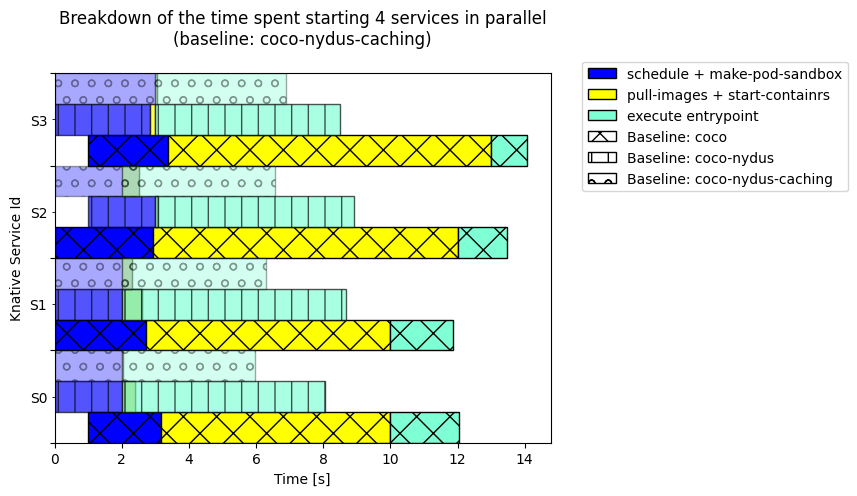 Breakdown of the time spent starting 4 services in parallel
(baseline: coco-nydus-caching)
schedule + make-pod-sandbox
pull-images + start-containrs
execute entrypoint
Baseline: coco
Baseline: coco-nydus
Baseline: coco-nydus-caching
Knative Service Id
S3
S2
S1
S0
0 2 4 6 8 10 12 14
Time [s]